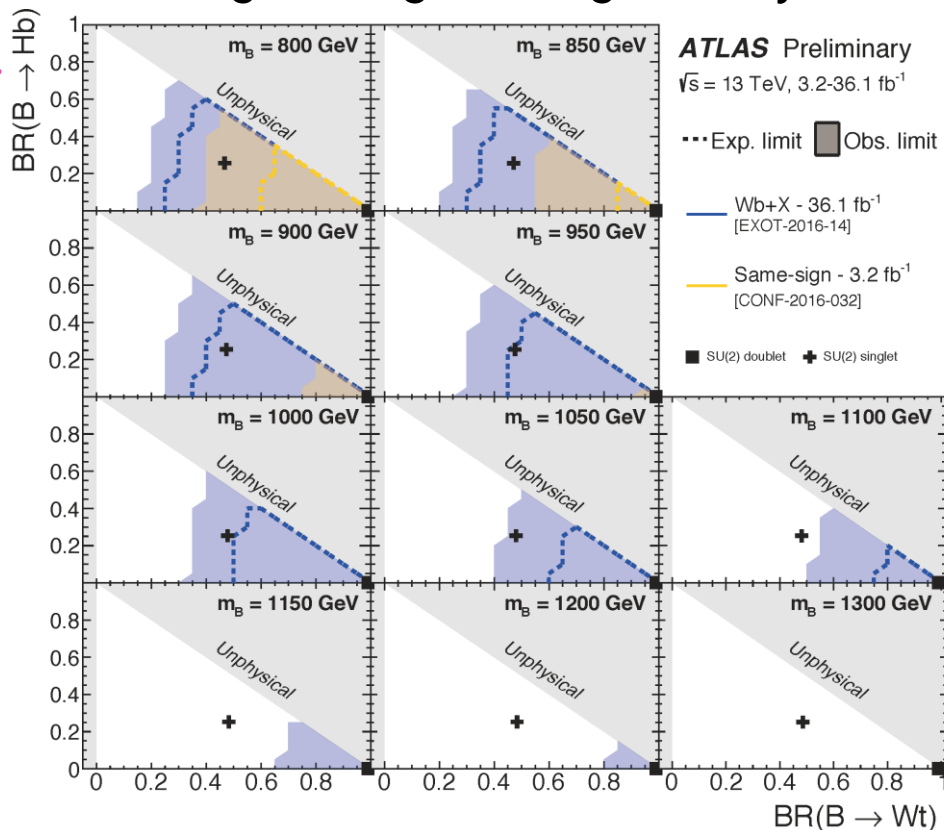 BR(B → Hb)
m_B = 800 GeV
Unphysical
m_B = 850 GeV
Unphysical
ATLAS Preliminary
√s = 13 TeV, 3.2-36.1 fb⁻¹
Exp. limit
Obs. limit
Wb+X - 36.1 fb⁻¹
[EXOT-2016-14]
Same-sign - 3.2 fb⁻¹
[CONF-2016-032]
SU(2) doublet
SU(2) singlet
1
0.8
0.6
0.4
0.2
m_B = 900 GeV
Unphysical
m_B = 950 GeV
Unphysical
0.8
0.6
0.4
0.2
m_B = 1000 GeV
Unphysical
m_B = 1050 GeV
Unphysical
m_B = 1100 GeV
Unphysical
0.8
0.6
0.4
0.2
m_B = 1150 GeV
Unphysical
m_B = 1200 GeV
Unphysical
m_B = 1300 GeV
Unphysical
0.8
0.6
0.4
0.2
0
0 0.2 0.4 0.6 0.8
0 0.2 0.4 0.6 0.8
0 0.2 0.4 0.6 0.8 1
BR(B → Wt)